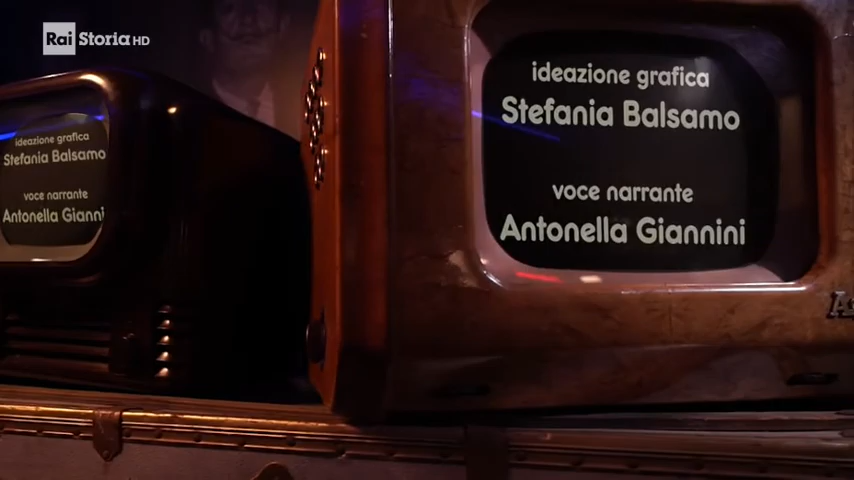 Rai Storia HD
ideazione grafica
Stefania Balsamo
voce narrante
Antonella Giannini
ideazione grafica
Stefania Balsamo
voce narrante
Antonella Giannini